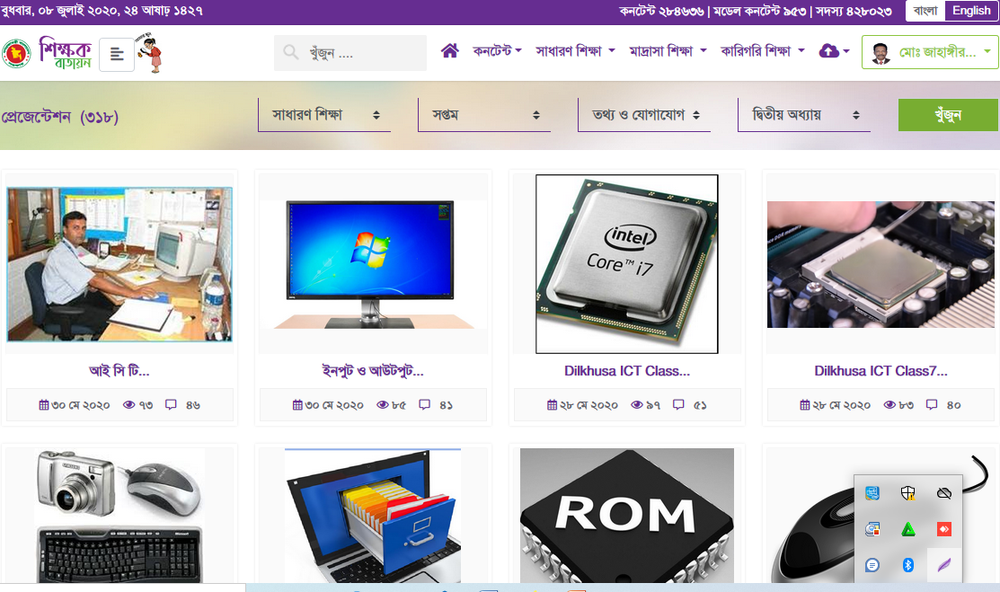 বুধবার, ০৮ জুলাই ২০২০, ২৪ আষাঢ় ১৪২৭
কনটেন্ট ২৮৪৬৩৬ | মডেল কনটেন্ট ৯৫৩ | সদস্য ৪২৮০২৩
বাংলা English
শিক্ষক
বাতায়ন
খুঁজুন ....
কনটেন্ট
সাধারণ শিক্ষা
মাদ্রাসা শিক্ষা
কারিগরি শিক্ষা
মোঃ জাহাঙ্গীর...
প্রেজেন্টেশন (৩১৮)
সাধারণ শিক্ষা
সপ্তম
তথ্য ও যোগাযোগ
দ্বিতীয় অধ্যায়
খুঁজুন
intel
Core™ i7
আই সি টি...
ইনপুট ও আউটপুট...
Dilkhusa ICT Class...
Dilkhusa ICT Class7...
৩০ মে ২০২০ ৭৩ ৪৬
৩০ মে ২০২০ ৮৫ ৪১
২৮ মে ২০২০ ৯৭ ৫১
২৮ মে ২০২০ ৮৩ ৪০
ROM